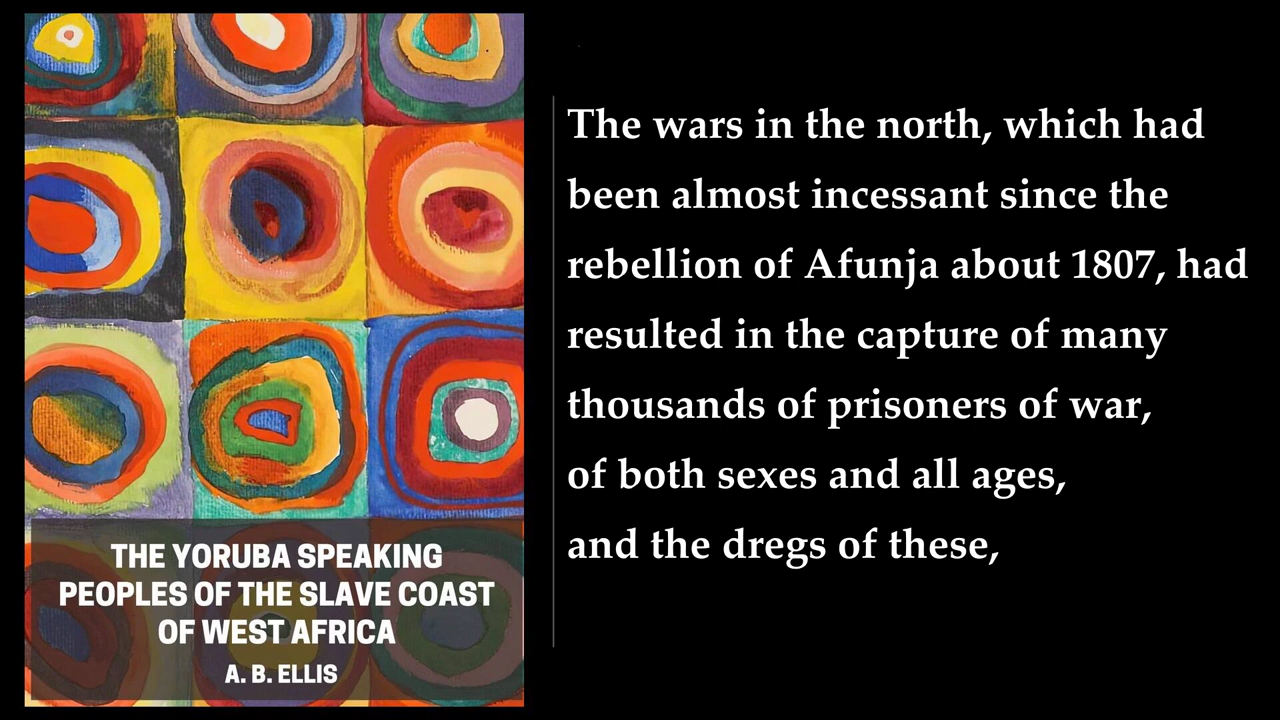 THE YORUBA SPEAKING
PEOPLES OF THE SLAVE COAST
OF WEST AFRICA
A. B. ELLIS
The wars in the north, which had
been almost incessant since the
rebellion of Afunja about 1807, had
resulted in the capture of many
thousands of prisoners of war,
of both sexes and all ages,
and the dregs of these,